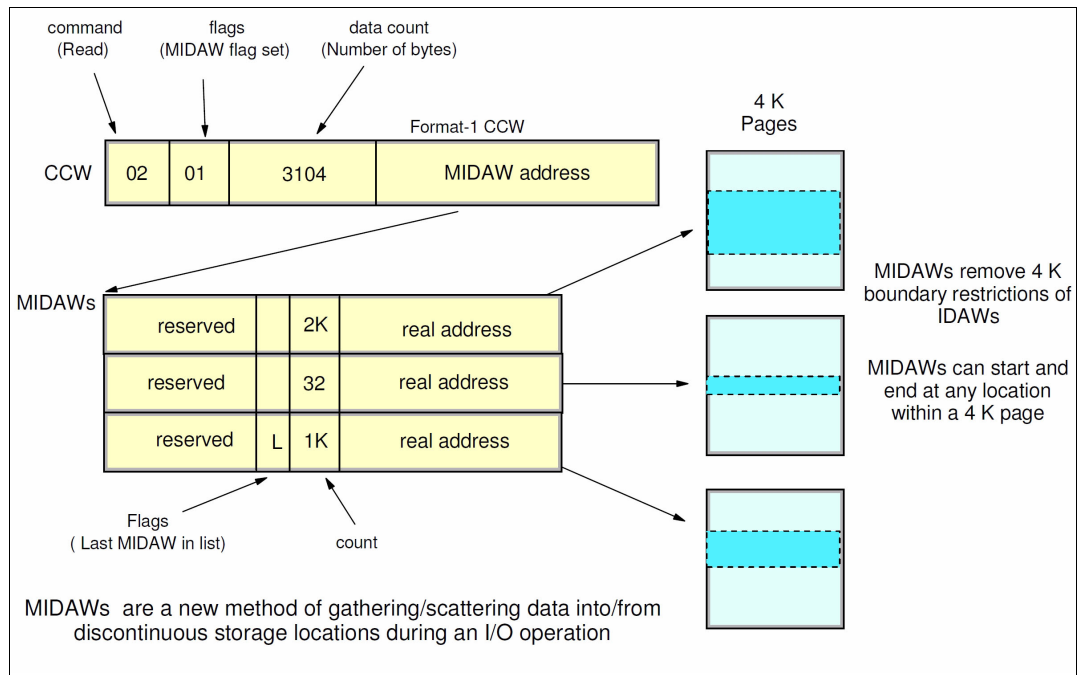 command
(Read)
flags
(MIDAW flag set)
data count
(Number of bytes)
4 K
Pages
Format-1 CCW
CCW
02
01
3104
MIDAW address
MIDAWs
reserved
2K
real address
reserved
32
real address
reserved
L
1K
real address
MIDAWs remove 4 K
boundary restrictions of
IDAWs
MIDAWs can start and
end at any location
within a 4 K page
Flags
( Last MIDAW in list)
count
MIDAWs are a new method of gathering/scattering data into/from
discontinuous storage locations during an I/O operation